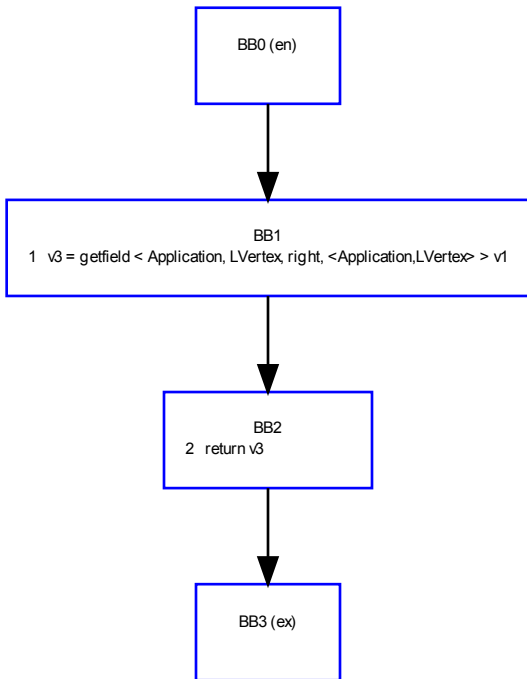 BB0 (en)
BB1
1 v3 = getfield < Application, LVertex, right, <Application,LVertex> > v1
BB2
2 return v3
BB3 (ex)